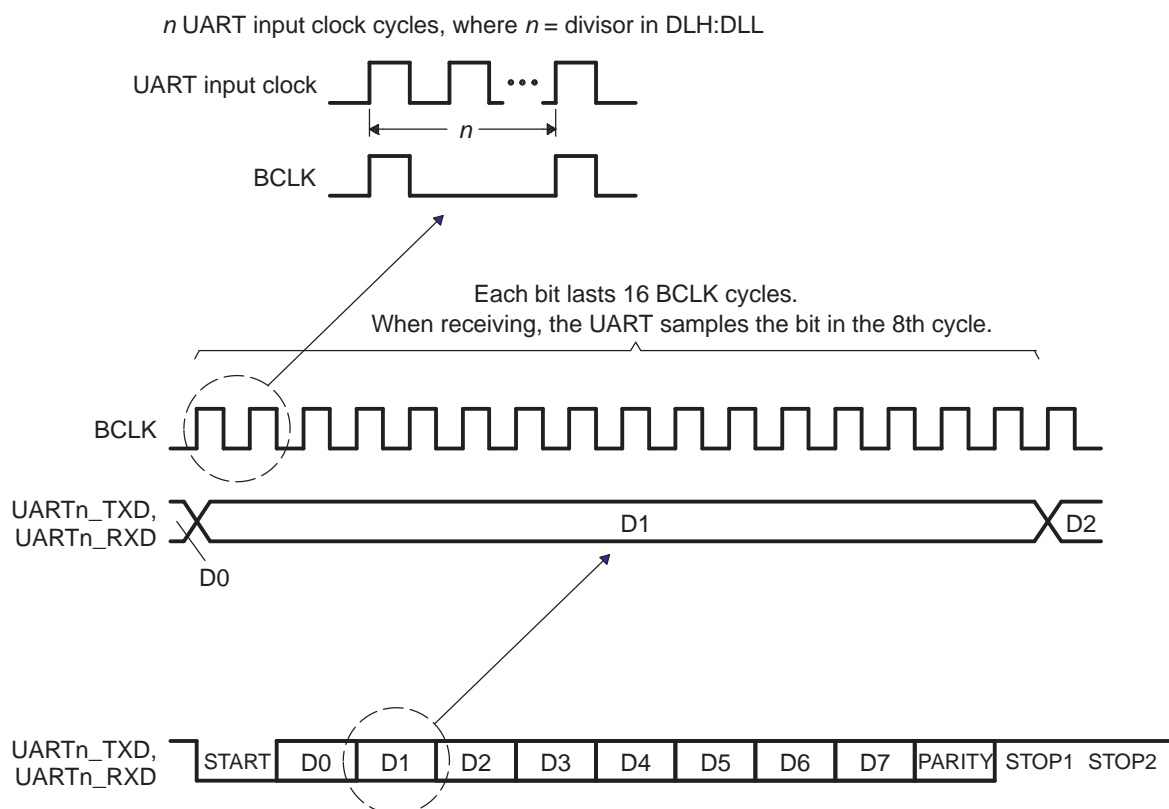 n UART input clock cycles, where n = divisor in DLH:DLL
UART input clock
n
BCLK
Each bit lasts 16 BCLK cycles.
When receiving, the UART samples the bit in the 8th cycle.
BCLK
UARTn_TXD,
UARTn_RXD
D1
D2
D0
UARTn_TXD,
UARTn_RXD
START D0 D1 D2 D3 D4 D5 D6 D7 PARITY STOP1 STOP2